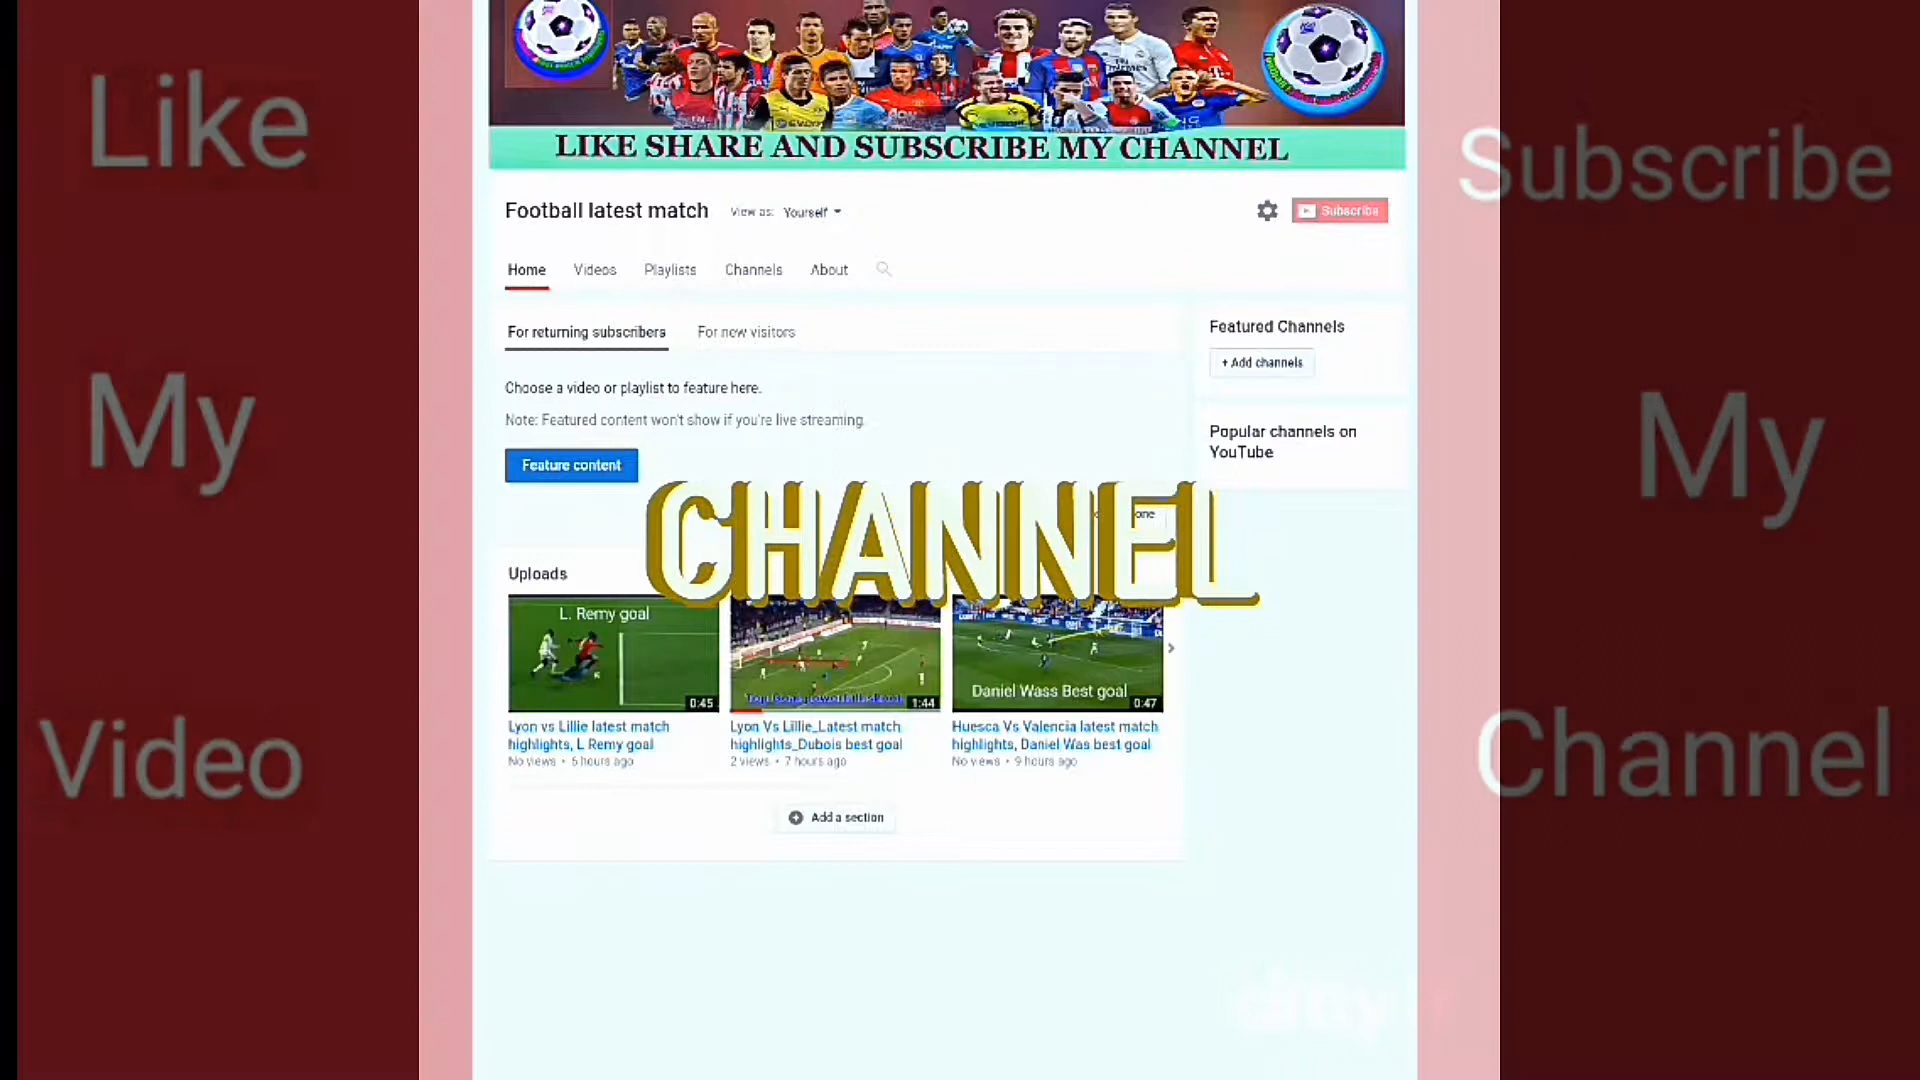 LIKE SHARE AND SUBSCRIBE MY CHANNEL
Like
My
Video
Subscribe
My
Channel
Football latest match
View as: Yourself
Subscribe
Home
Videos
Playlists
Channels
About
For returning subscribers
For new visitors
Choose a video or playlist to feature here.
Note: Featured content won't show if you're live streaming.
Feature content
Featured Channels
+ Add channels
Popular channels on
YouTube
CHANNEL
Uploads
L. Remy goal
0:45
1:44
Daniel Wass Best goal
0:47
Lyon vs Lillie latest match
highlights, L Remy goal
No views • 5 hours ago
Lyon Vs Lillie_Latest match
highlights_Dubois best goal
2 views • 7 hours ago
Huesca Vs Valencia latest match
highlights, Daniel Was best goal
No views • 9 hours ago
Add a section